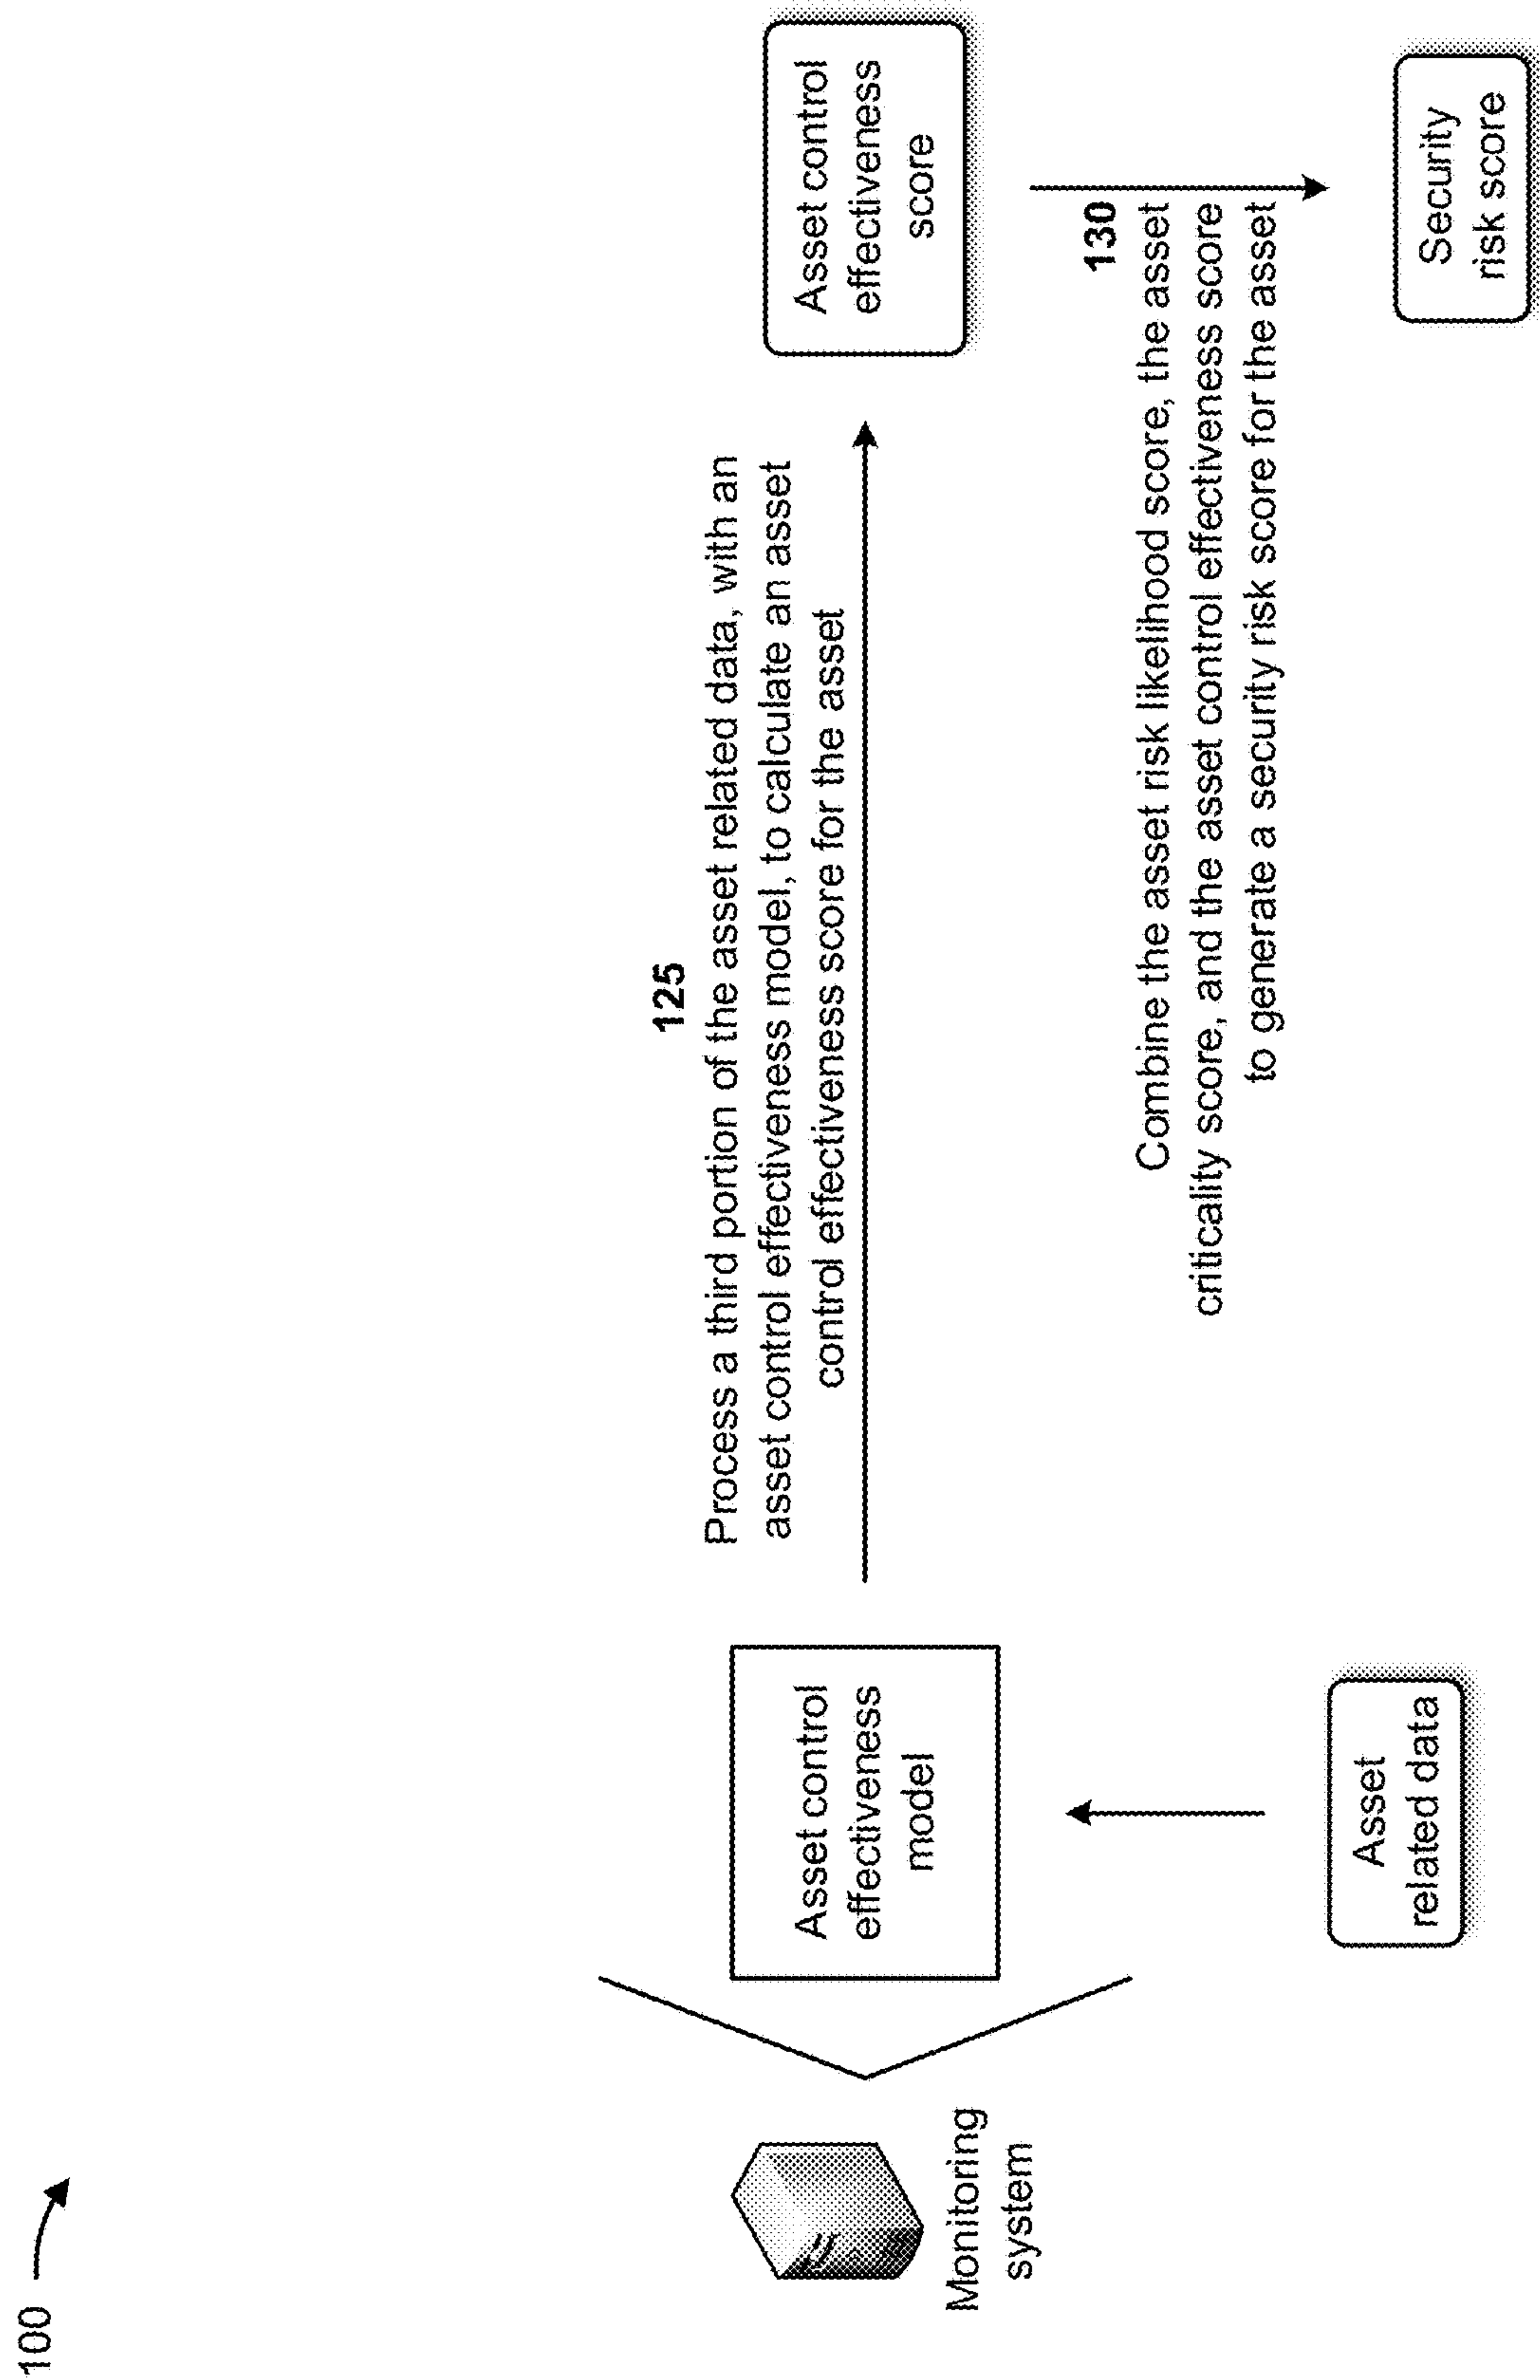 100
125
Process a third portion of the asset related data, with an
asset control effectiveness model, to calculate an asset
control effectiveness score for the asset
Monitoring
system
Asset control
effectiveness
model
Asset control
effectiveness
score
130
Combine the asset risk likelihood score, the asset
criticality score, and the asset control effectiveness score
to generate a security risk score for the asset
Asset
related data
Security
risk score